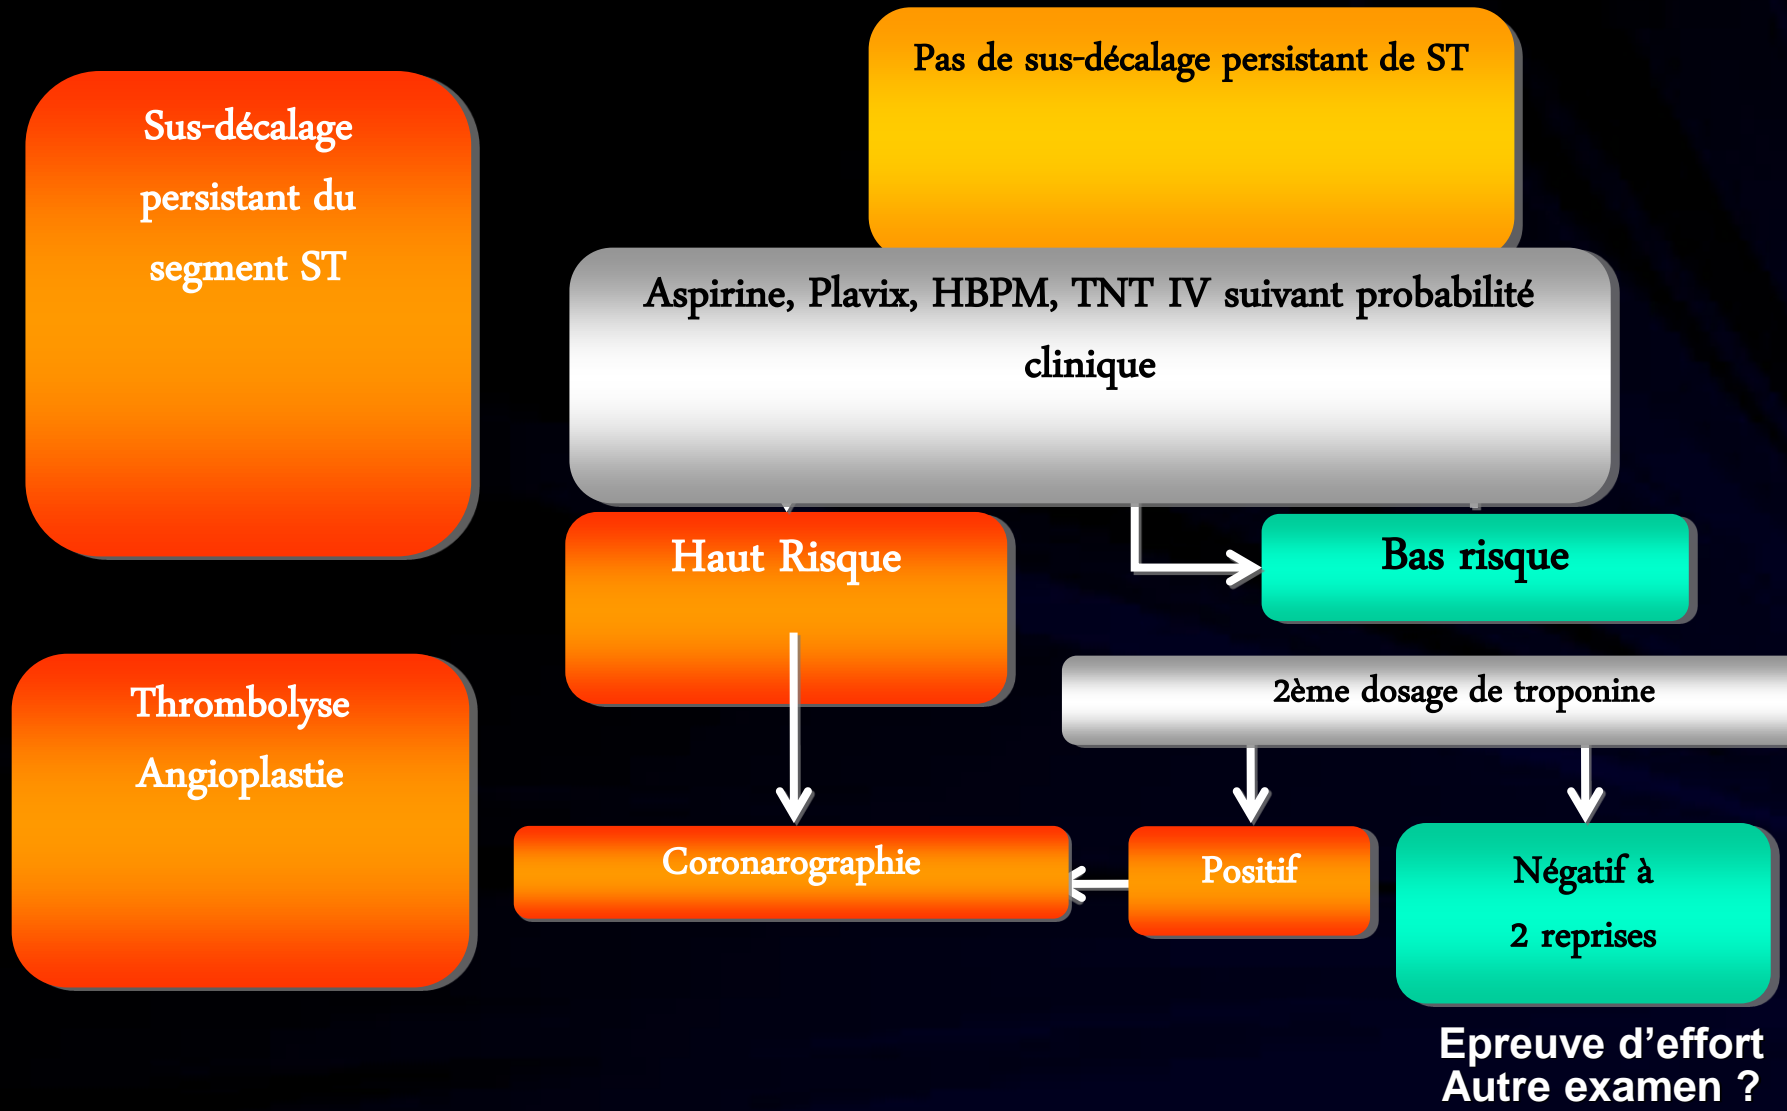 Pas de sus-décalage persistant de ST
Sus-décalage
persistant du
segment ST
Aspirine, Plavix, HBPM, TNT IV suivant probabilité
clinique
Haut Risque
Bas risque
2ème dosage de troponine
Thrombolyse
Angioplastie
Coronarographie
Positif
Négatif à
2 reprises
Epreuve d’effort
Autre examen ?